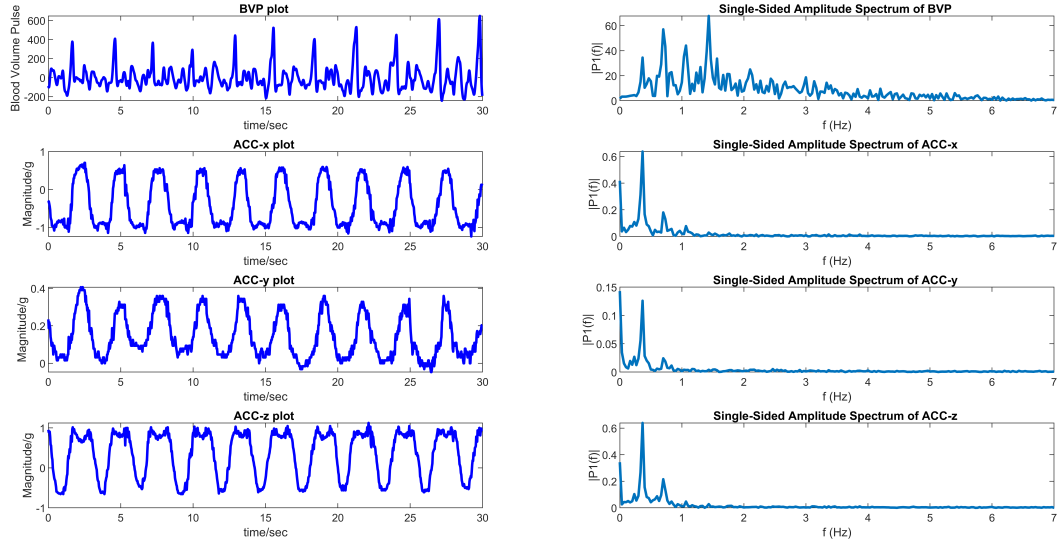 BVP plot
Blood Volume Pulse
600
400
200
0
-200
0 5 10 15 20 25 30
time/sec
Single-Sided Amplitude Spectrum of BVP
|P1(f)|
60
40
20
0
0 1 2 3 4 5 6 7
f (Hz)
ACC-x plot
Magnitude/g
1
0
-1
0 5 10 15 20 25 30
time/sec
Single-Sided Amplitude Spectrum of ACC-x
|P1(f)|
0.6
0.4
0.2
0
0 1 2 3 4 5 6 7
f (Hz)
ACC-y plot
Magnitude/g
0.4
0.2
0
0 5 10 15 20 25 30
time/sec
Single-Sided Amplitude Spectrum of ACC-y
|P1(f)|
0.15
0.1
0.05
0
0 1 2 3 4 5 6 7
f (Hz)
ACC-z plot
Magnitude/g
1
0
-1
0 5 10 15 20 25 30
time/sec
Single-Sided Amplitude Spectrum of ACC-z
|P1(f)|
0.6
0.4
0.2
0
0 1 2 3 4 5 6 7
f (Hz)